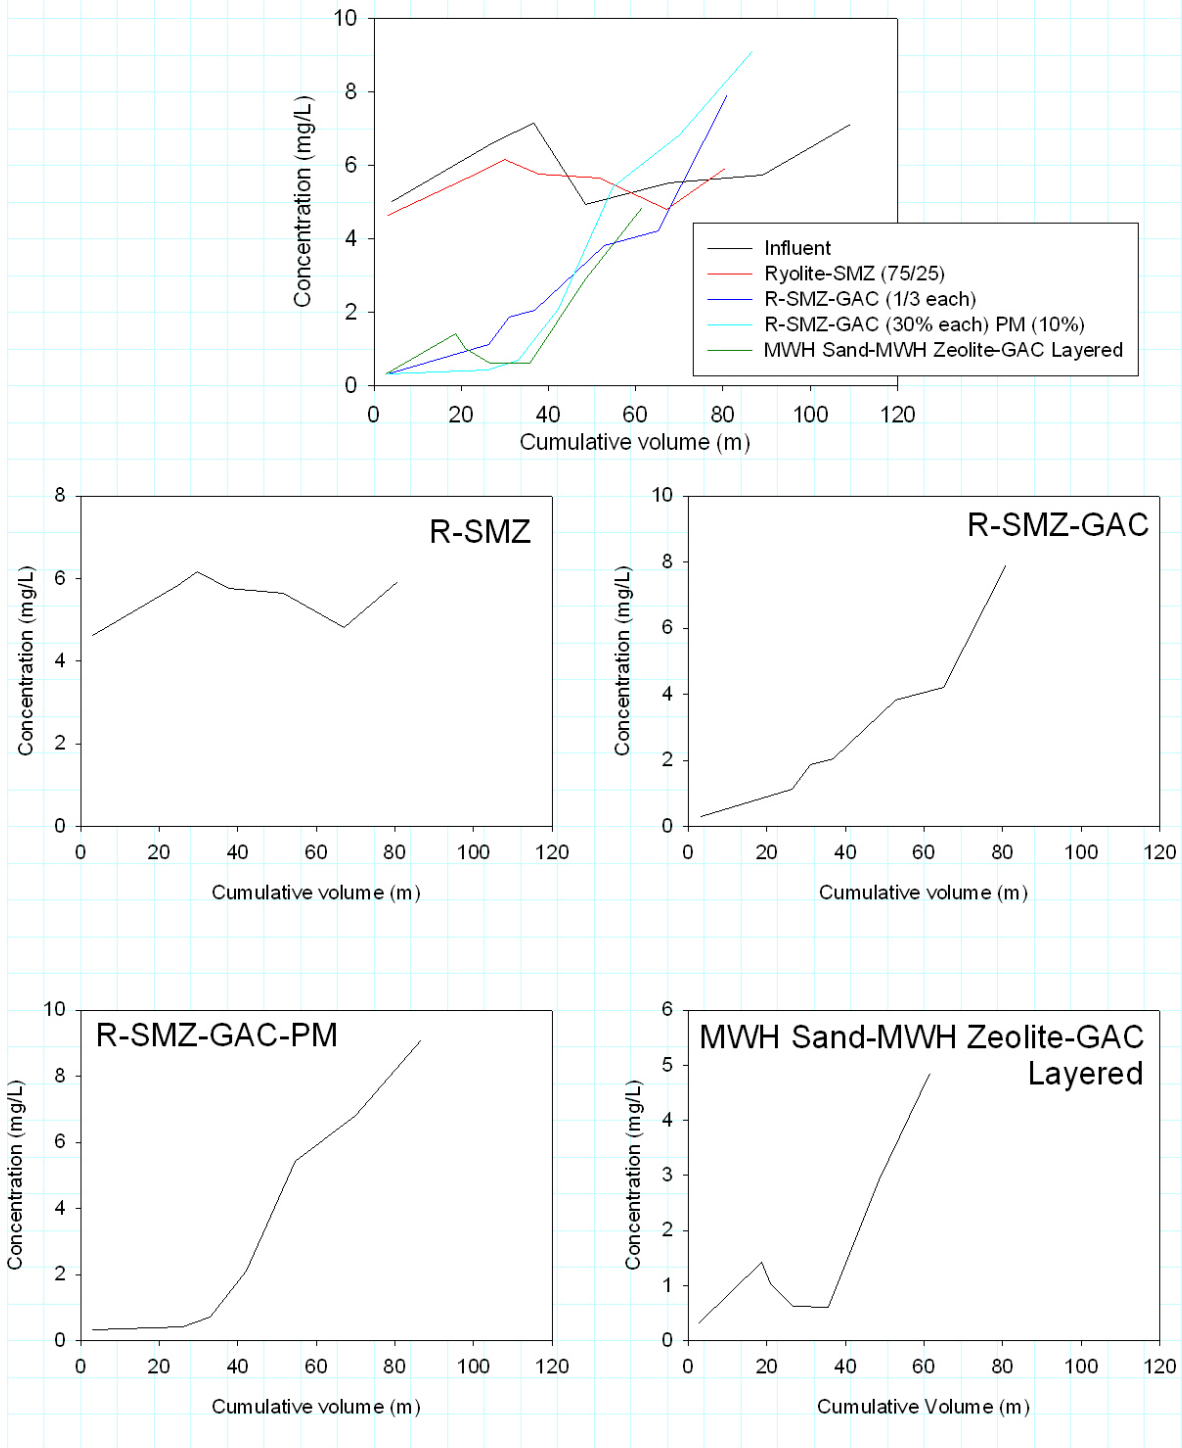 10
8
6
4
2
0
Concentration (mg/L)
0 20 40 60 80 100 120
Cumulative volume (m)
Influent
Ryolite-SMZ (75/25)
R-SMZ-GAC (1/3 each)
R-SMZ-GAC (30% each) PM (10%)
MWH Sand-MWH Zeolite-GAC Layered
R-SMZ
8
6
4
2
0
Concentration (mg/L)
0 20 40 60 80 100 120
Cumulative volume (m)
R-SMZ-GAC
10
8
6
4
2
0
Concentration (mg/L)
0 20 40 60 80 100 120
Cumulative volume (m)
R-SMZ-GAC-PM
10
8
6
4
2
0
Concentration (mg/L)
0 20 40 60 80 100 120
Cumulative volume (m)
MWH Sand-MWH Zeolite-GAC
Layered
6
5
4
3
2
1
0
Concentration (mg/L)
0 20 40 60 80 100 120
Cumulative Volume (m)